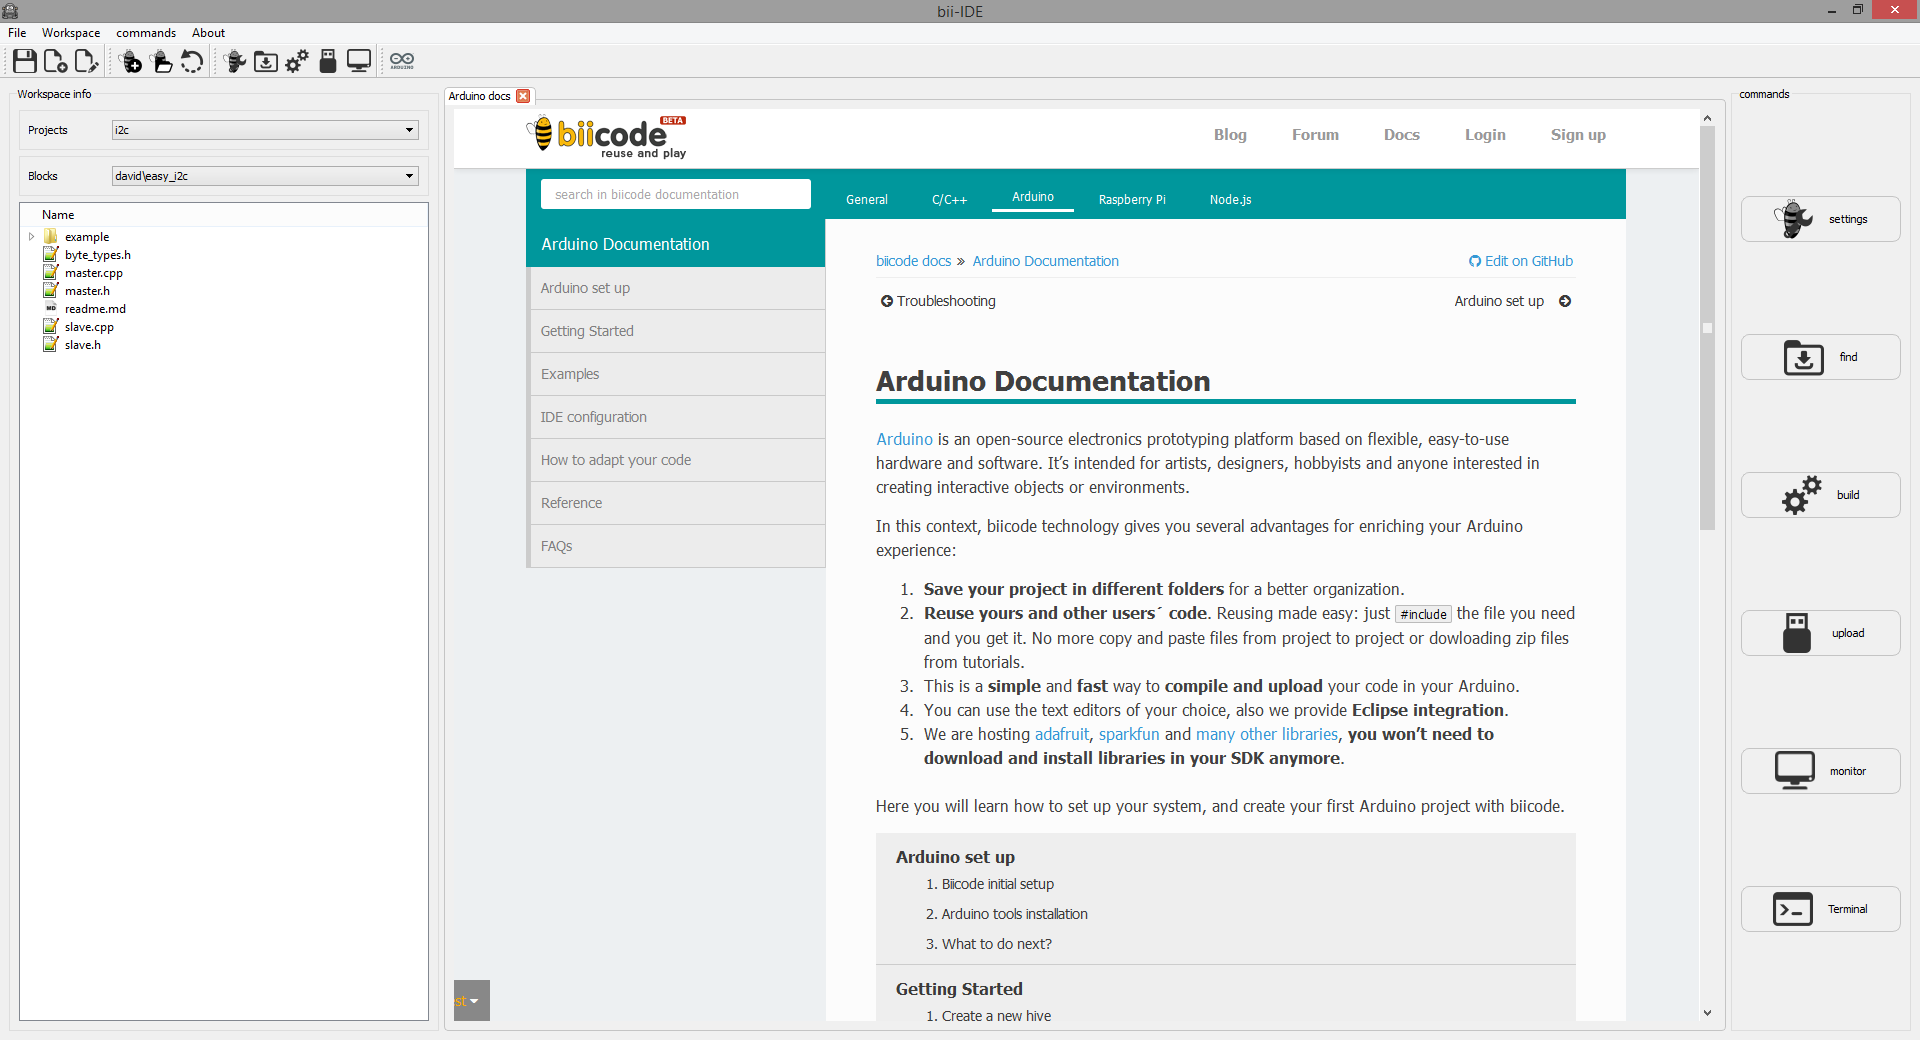 bii-IDE
File Workspace commands About
ARDUINO
Workspace info
Projects i2c
Blocks david\easy_i2c
Name
example
byte_types.h
master.cpp
master.h
MD readme.md
slave.cpp
slave.h
Arduino docs
biicode BETA
reuse and play
Blog Forum Docs Login Sign up
search in biicode documentation
General C/C++ Arduino Raspberry Pi Node.js
Arduino Documentation
Arduino set up
Getting Started
Examples
IDE configuration
How to adapt your code
Reference
FAQs
st
biicode docs » Arduino Documentation Edit on GitHub
Troubleshooting Arduino set up
Arduino Documentation
Arduino is an open-source electronics prototyping platform based on flexible, easy-to-use
hardware and software. It’s intended for artists, designers, hobbyists and anyone interested in
creating interactive objects or environments.
In this context, biicode technology gives you several advantages for enriching your Arduino
experience:
1. Save your project in different folders for a better organization.
2. Reuse yours and other users´ code. Reusing made easy: just #include the file you need
and you get it. No more copy and paste files from project to project or dowloading zip files
from tutorials.
3. This is a simple and fast way to compile and upload your code in your Arduino.
4. You can use the text editors of your choice, also we provide Eclipse integration.
5. We are hosting adafruit, sparkfun and many other libraries, you won’t need to
download and install libraries in your SDK anymore.
Here you will learn how to set up your system, and create your first Arduino project with biicode.
Arduino set up
1. Biicode initial setup
2. Arduino tools installation
3. What to do next?
Getting Started
1. Create a new hive
commands
settings
find
build
upload
monitor
Terminal